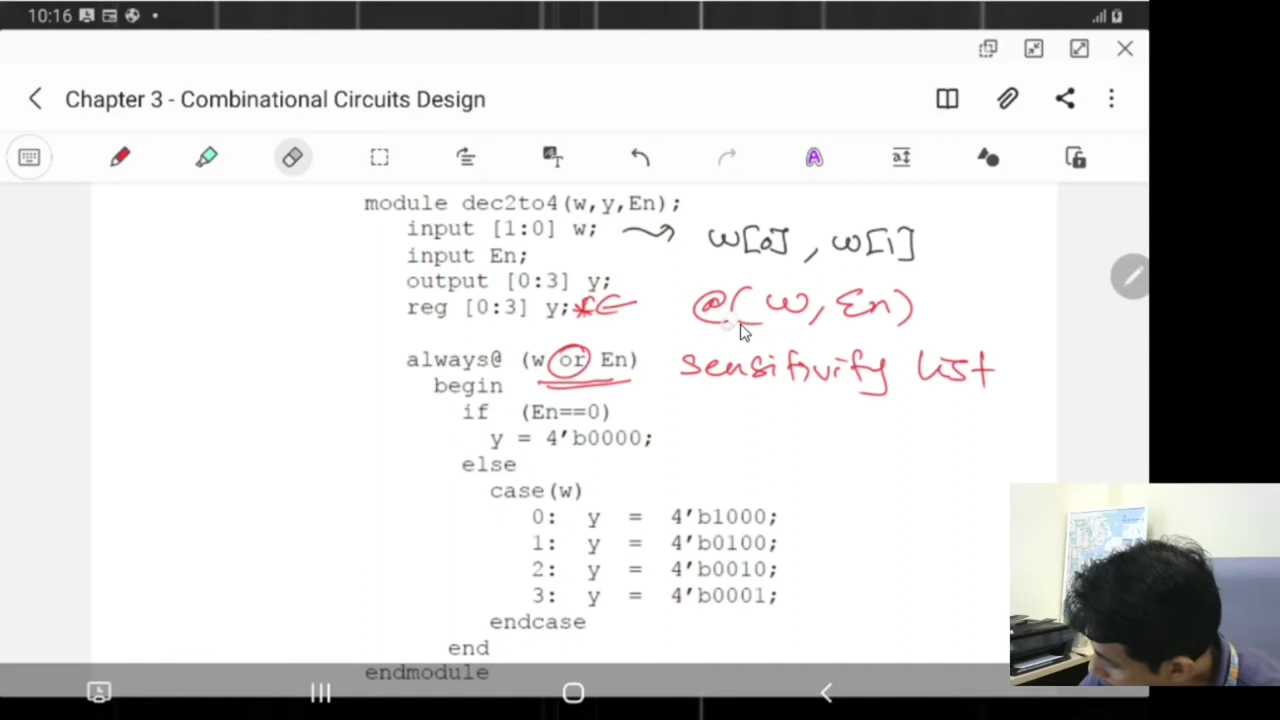 10:16
Chapter 3 - Combinational Circuits Design
module dec2to4(w,y,En);
input [1:0] w; w[0], w[1]
input En;
output [0:3] y;
reg [0:3] y; @(w, En)
always@ (w or En) sensitivity list
begin
if (En==0)
y = 4'b0000;
else
case(w)
0: y = 4'b1000;
1: y = 4'b0100;
2: y = 4'b0010;
3: y = 4'b0001;
endcase
end
endmodule